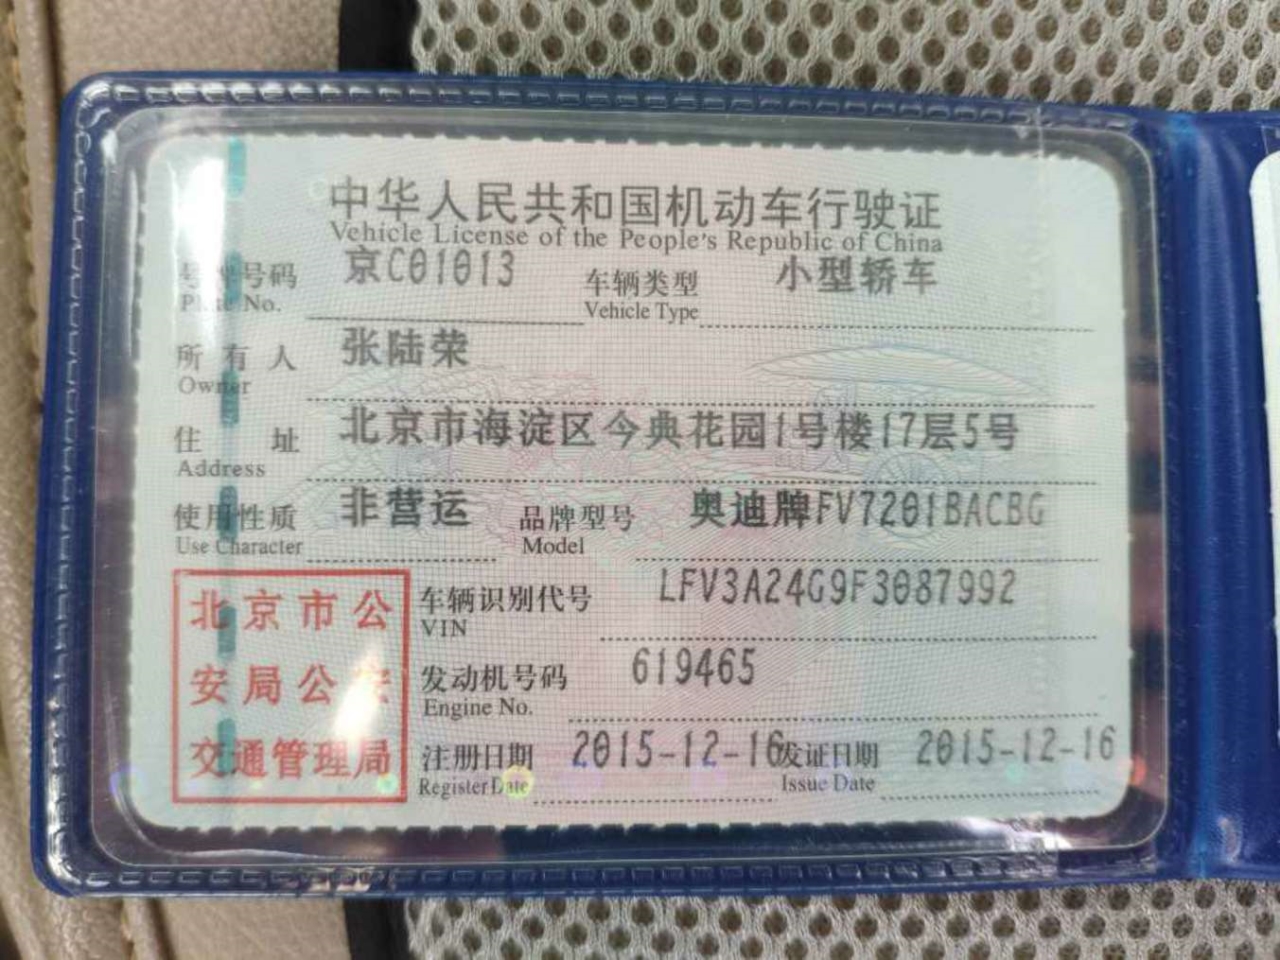 中华人民共和国机动车行驶证
Vehicle License of the People's Republic of China
号牌号码 京C01013 车辆类型 小型轿车
Plate No. Vehicle Type
所有人 张陆荣
Owner
住址 北京市海淀区今典花园1号楼17层5号
Address
使用性质 非营运 品牌型号 奥迪牌FV7201BACBG
Use Character Model
北京市公
安局公安
交通管理局
车辆识别代号 LFV3A24G9F3087992
VIN
发动机号码 619465
Engine No.
注册日期 2015-12-16 发证日期 2015-12-16
Register Date Issue Date